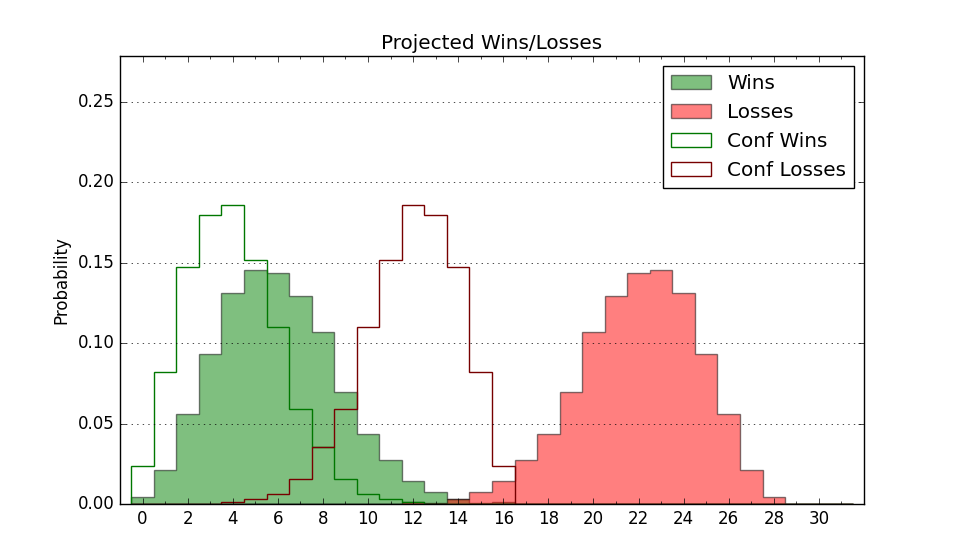 Projected Wins/Losses
Wins
Losses
Conf Wins
Conf Losses
Probability
0.25
0.20
0.15
0.10
0.05
0.00
0 2 4 6 8 10 12 14 16 18 20 22 24 26 28 30